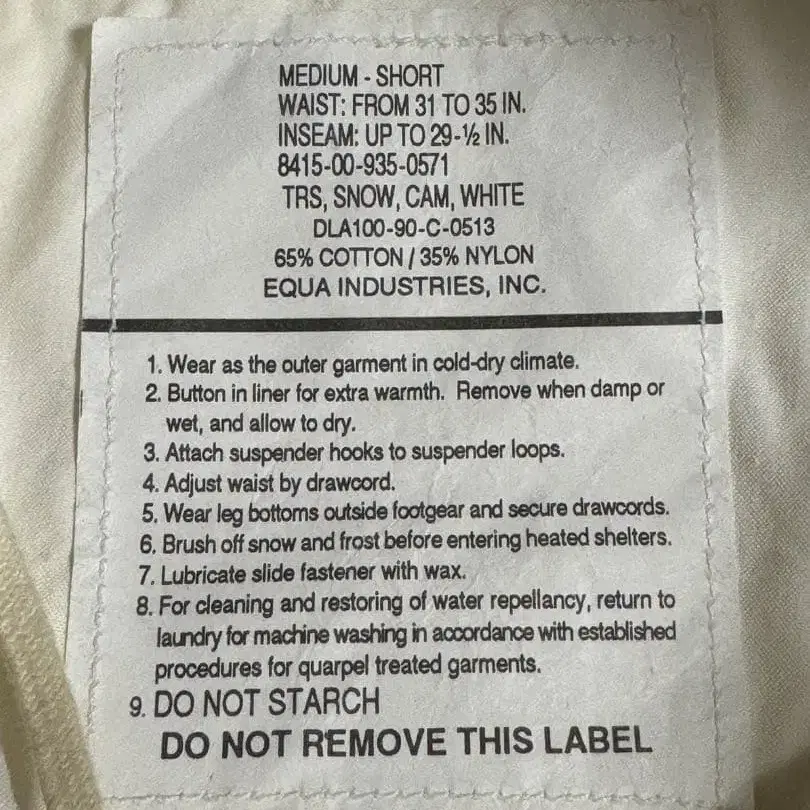 MEDIUM - SHORT
WAIST: FROM 31 TO 35 IN.
INSEAM: UP TO 29-½ IN.
8415-00-935-0571
TRS, SNOW, CAM, WHITE
DLA100-90-C-0513
65% COTTON / 35% NYLON
EQUA INDUSTRIES, INC.
1. Wear as the outer garment in cold-dry climate.
2. Button in liner for extra warmth. Remove when damp or
wet, and allow to dry.
3. Attach suspender hooks to suspender loops.
4. Adjust waist by drawcord.
5. Wear leg bottoms outside footgear and secure drawcords.
6. Brush off snow and frost before entering heated shelters.
7. Lubricate slide fastener with wax.
8. For cleaning and restoring of water repellancy, return to
laundry for machine washing in accordance with established
procedures for quarpel treated garments.
9. DO NOT STARCH
DO NOT REMOVE THIS LABEL